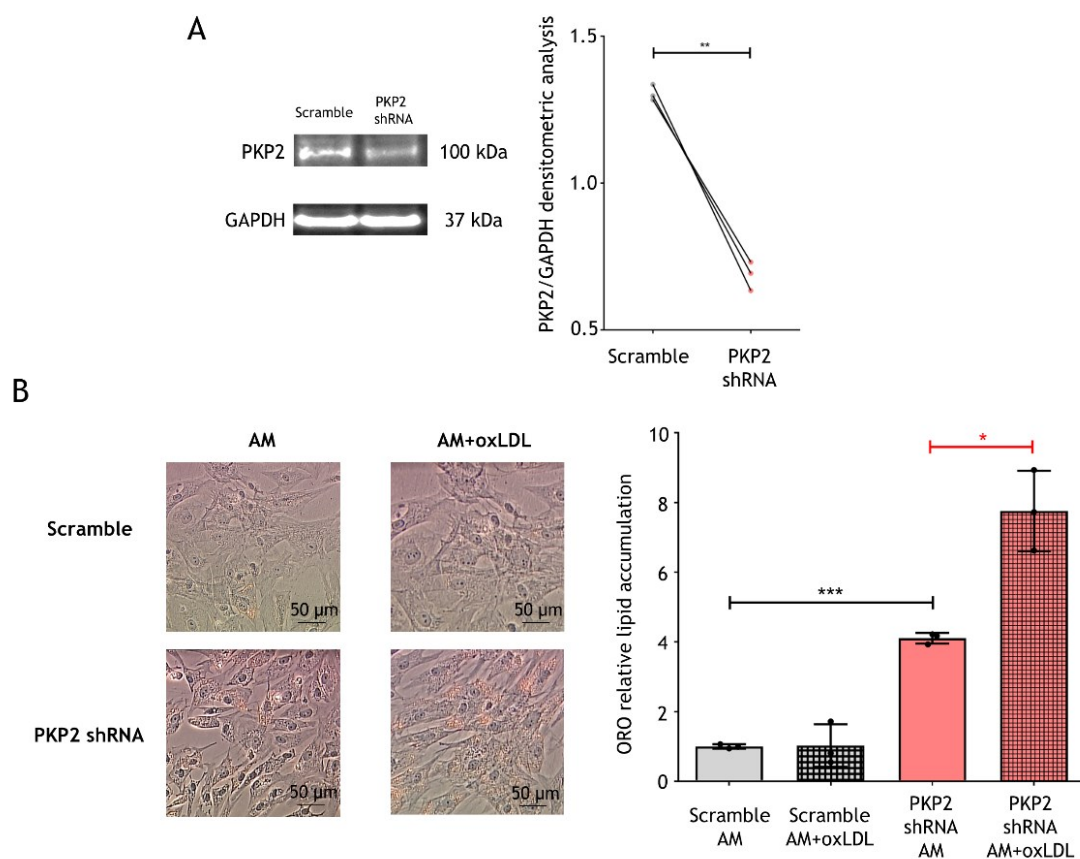 A
Scramble
PKP2
shRNA
PKP2
100 kDa
GAPDH
37 kDa
PKP2/GAPDH densitometric analysis
1.5
1.0
0.5
**
Scramble
PKP2
shRNA
B
AM
AM+oxLDL
Scramble
50 µm
50 µm
PKP2 shRNA
50 µm
50 µm
ORO relative lipid accumulation
10
8
6
4
2
0
***
*
Scramble
AM
Scramble
AM+oxLDL
PKP2
shRNA
AM
PKP2
shRNA
AM+oxLDL